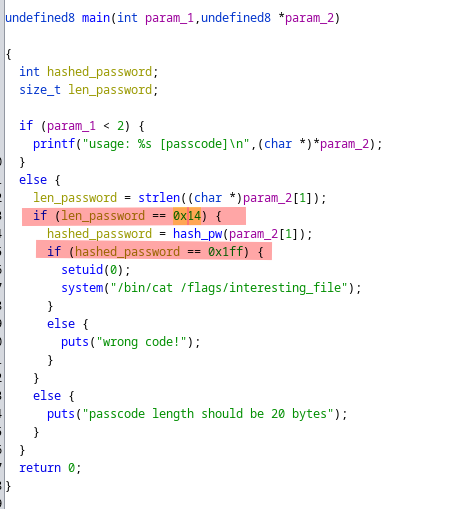 undefined8 main(int param_1,undefined8 *param_2)
{
int hashed_password;
size_t len_password;
if (param_1 < 2) {
printf("usage: %s [passcode]\n",(char *)*param_2);
}
else {
len_password = strlen((char *)param_2[1]);
if (len_password == 0x14) {
hashed_password = hash_pw(param_2[1]);
if (hashed_password == 0x1ff) {
setuid(0);
system("/bin/cat /flags/interesting_file");
}
else {
puts("wrong code!");
}
}
else {
puts("passcode length should be 20 bytes");
}
}
return 0;
}